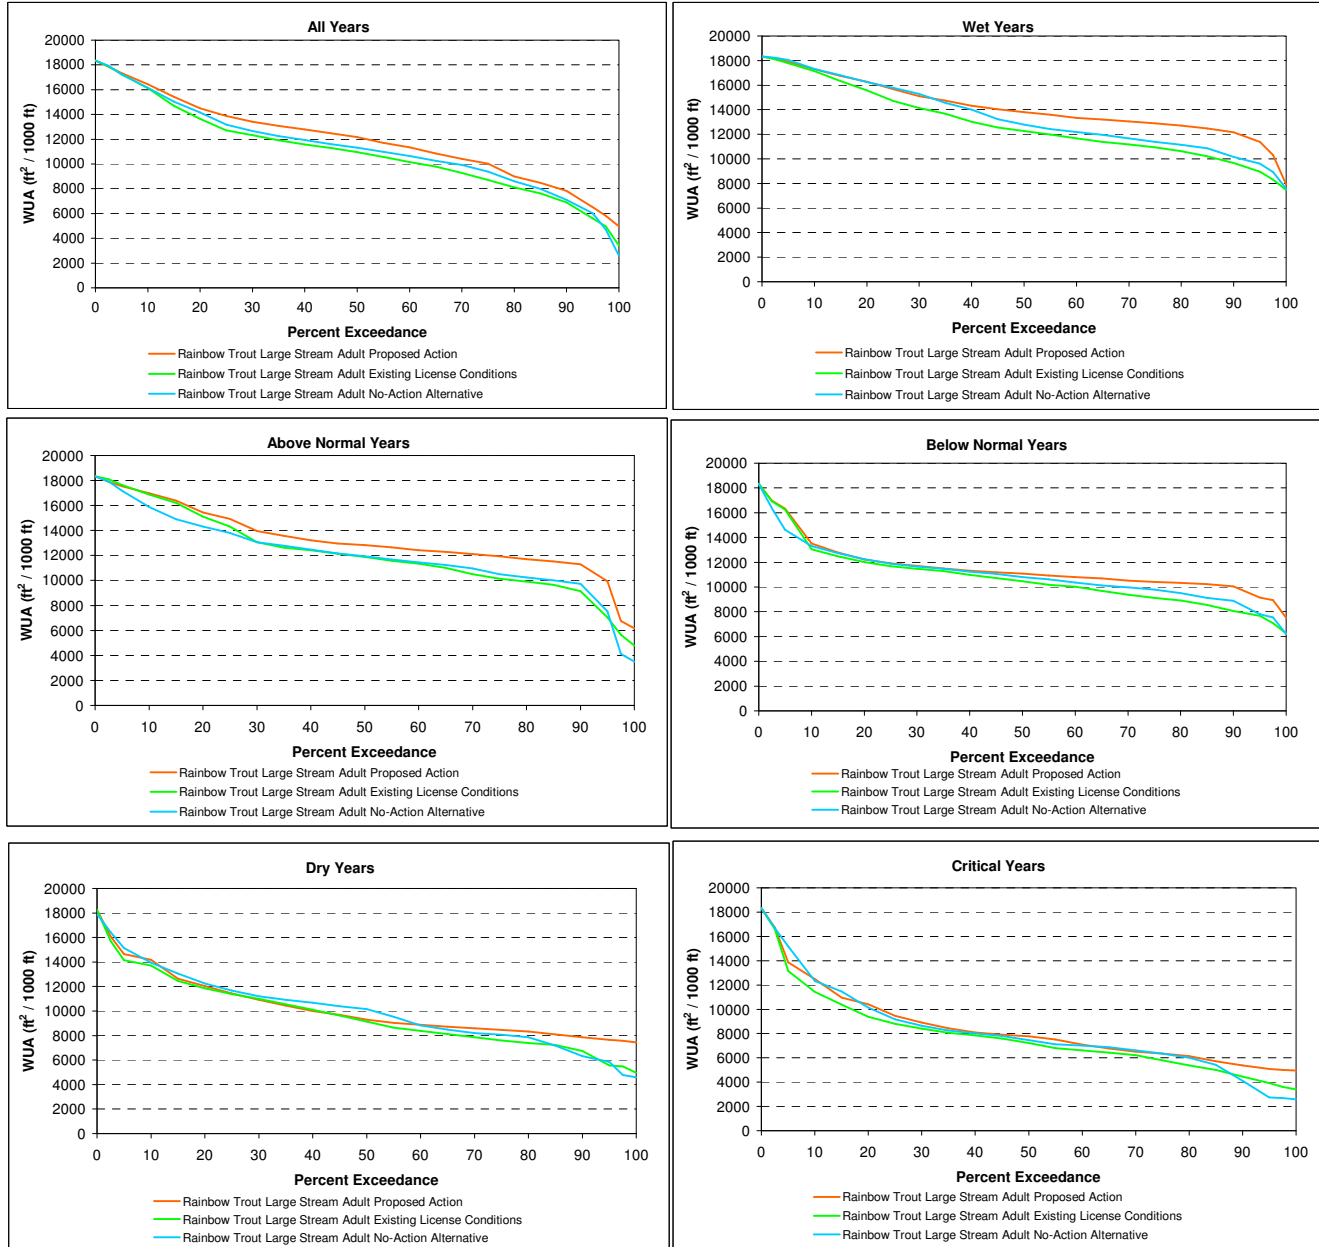 All Years
20000
18000
16000
14000
12000
10000
8000
6000
4000
2000
0
WUA (ft² / 1000 ft)
0 10 20 30 40 50 60 70 80 90 100
Percent Exceedance
Rainbow Trout Large Stream Adult Proposed Action
Rainbow Trout Large Stream Adult Existing License Conditions
Rainbow Trout Large Stream Adult No-Action Alternative
Wet Years
20000
18000
16000
14000
12000
10000
8000
6000
4000
2000
0
WUA (ft² / 1000 ft)
0 10 20 30 40 50 60 70 80 90 100
Percent Exceedance
Rainbow Trout Large Stream Adult Proposed Action
Rainbow Trout Large Stream Adult Existing License Conditions
Rainbow Trout Large Stream Adult No-Action Alternative
Above Normal Years
20000
18000
16000
14000
12000
10000
8000
6000
4000
2000
0
WUA (ft² / 1000 ft)
0 10 20 30 40 50 60 70 80 90 100
Percent Exceedance
Rainbow Trout Large Stream Adult Proposed Action
Rainbow Trout Large Stream Adult Existing License Conditions
Rainbow Trout Large Stream Adult No-Action Alternative
Below Normal Years
20000
18000
16000
14000
12000
10000
8000
6000
4000
2000
0
WUA (ft² / 1000 ft)
0 10 20 30 40 50 60 70 80 90 100
Percent Exceedance
Rainbow Trout Large Stream Adult Proposed Action
Rainbow Trout Large Stream Adult Existing License Conditions
Rainbow Trout Large Stream Adult No-Action Alternative
Dry Years
20000
18000
16000
14000
12000
10000
8000
6000
4000
2000
0
WUA (ft² / 1000 ft)
0 10 20 30 40 50 60 70 80 90 100
Percent Exceedance
Rainbow Trout Large Stream Adult Proposed Action
Rainbow Trout Large Stream Adult Existing License Conditions
Rainbow Trout Large Stream Adult No-Action Alternative
Critical Years
20000
18000
16000
14000
12000
10000
8000
6000
4000
2000
0
WUA (ft² / 1000 ft)
0 10 20 30 40 50 60 70 80 90 100
Percent Exceedance
Rainbow Trout Large Stream Adult Proposed Action
Rainbow Trout Large Stream Adult Existing License Conditions
Rainbow Trout Large Stream Adult No-Action Alternative